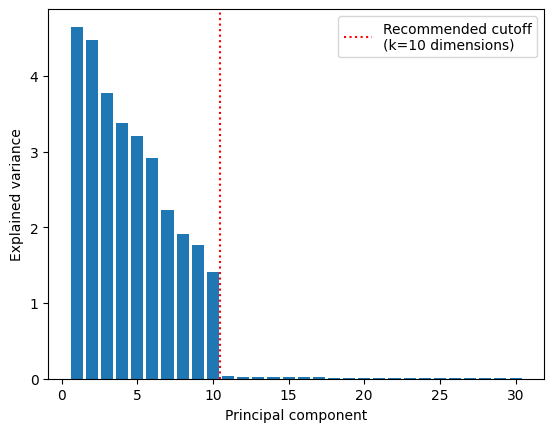 Recommended cutoff
(k=10 dimensions)
Explained variance
4
3
2
1
0
0 5 10 15 20 25 30
Principal component